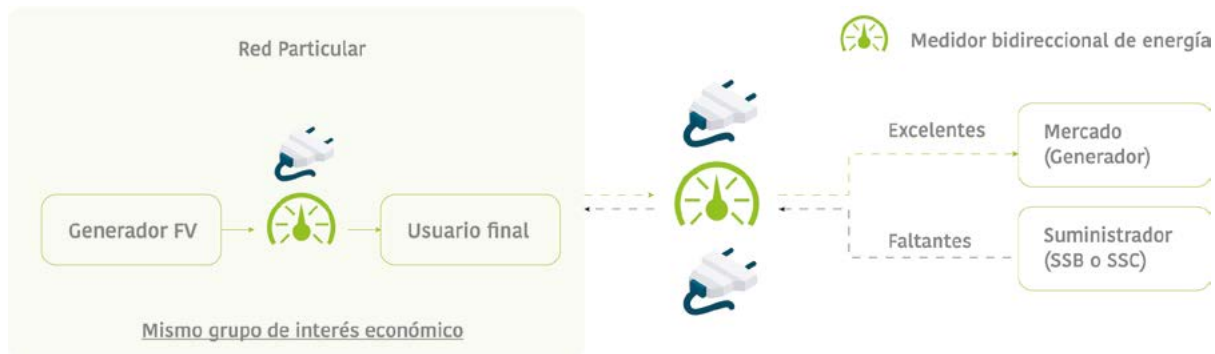 Red Particular
Medidor bidireccional de energía
Generador FV
Usuario final
Mismo grupo de interés económico
Excelentes
Mercado
(Generador)
Faltantes
Suministrador
(SSB o SSC)